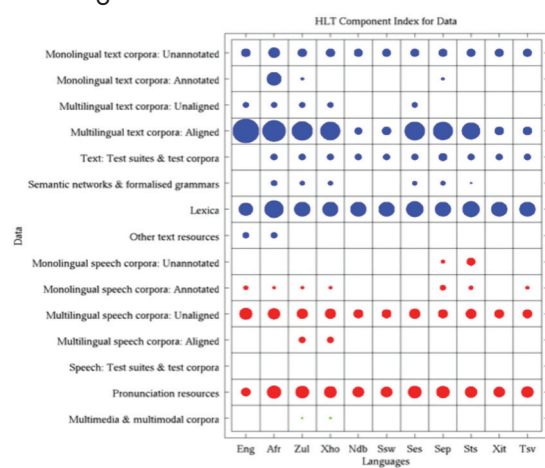 HLT Component Index for Data
Monolingual text corpora: Unannotated
Monolingual text corpora: Annotated
Multilingual text corpora: Unaligned
Multilingual text corpora: Aligned
Text: Test suites & test corpora
Semantic networks & formalised grammars
Lexica
Data
Other text resources
Monolingual speech corpora: Unannotated
Monolingual speech corpora: Annotated
Multilingual speech corpora: Unaligned
Multilingual speech corpora: Aligned
Speech: Test suites & test corpora
Pronunciation resources
Multimedia & multimodal corpora
Eng Afr Zul Xho Ndb Ssw Ses Sep Sts Xit Tsv
Languages